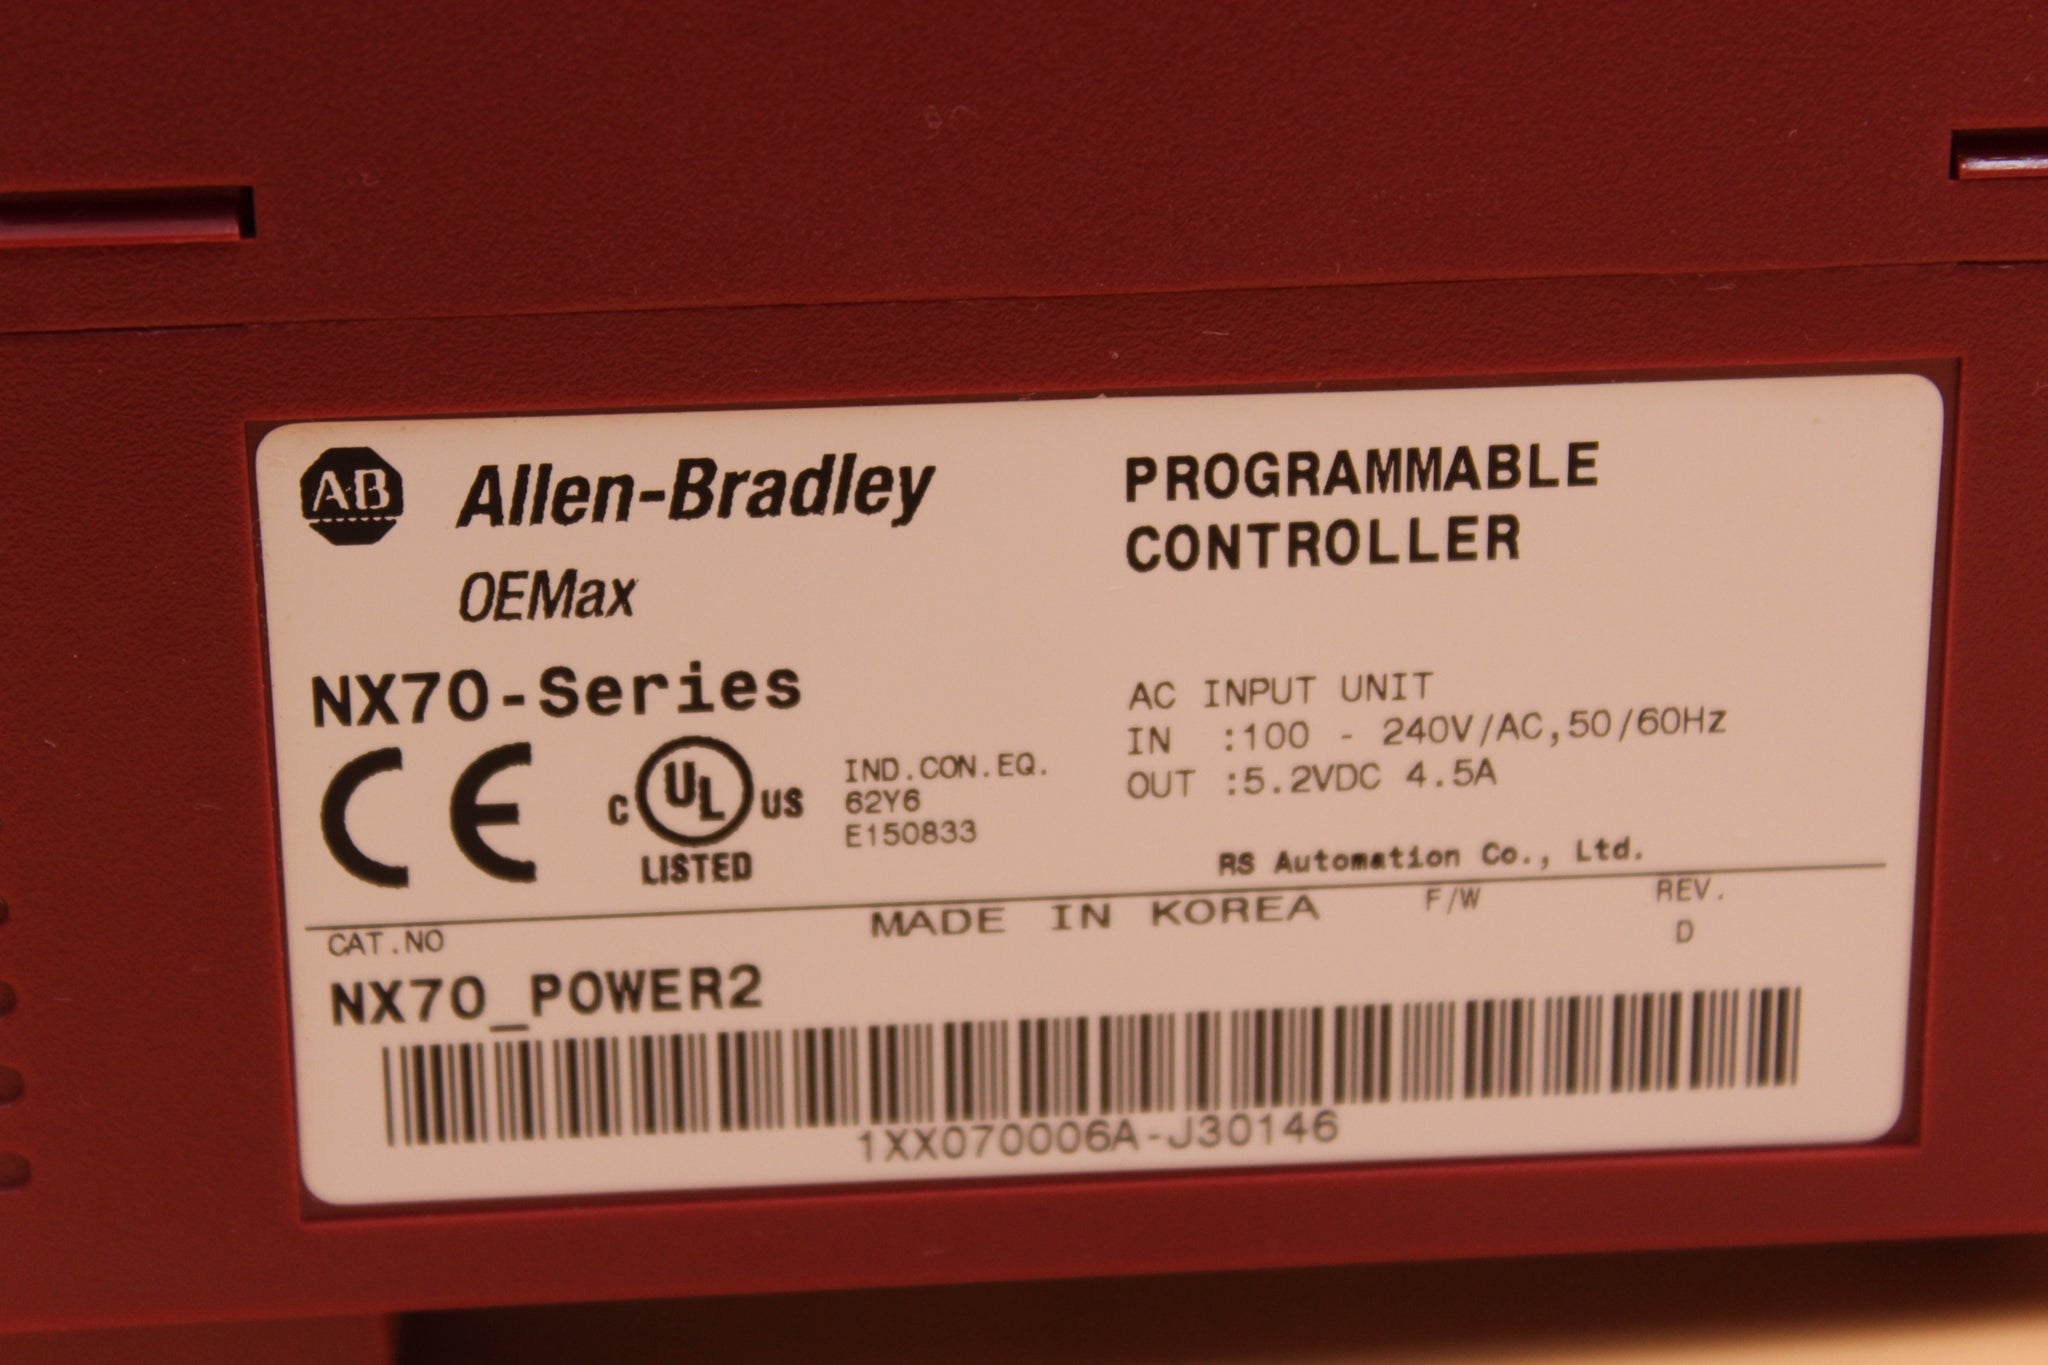 A-B Allen-Bradley
OEMax
PROGRAMMABLE
CONTROLLER
NX70-Series
CE
C UL US
LISTED
IND.CON.EQ.
62Y6
E150833
AC INPUT UNIT
IN :100 - 240V/AC,50/60Hz
OUT :5.2VDC 4.5A
RS Automation Co., Ltd.
CAT.NO
MADE IN KOREA
F/W
REV.
D
NX70_POWER2
1XX070006A-J30146